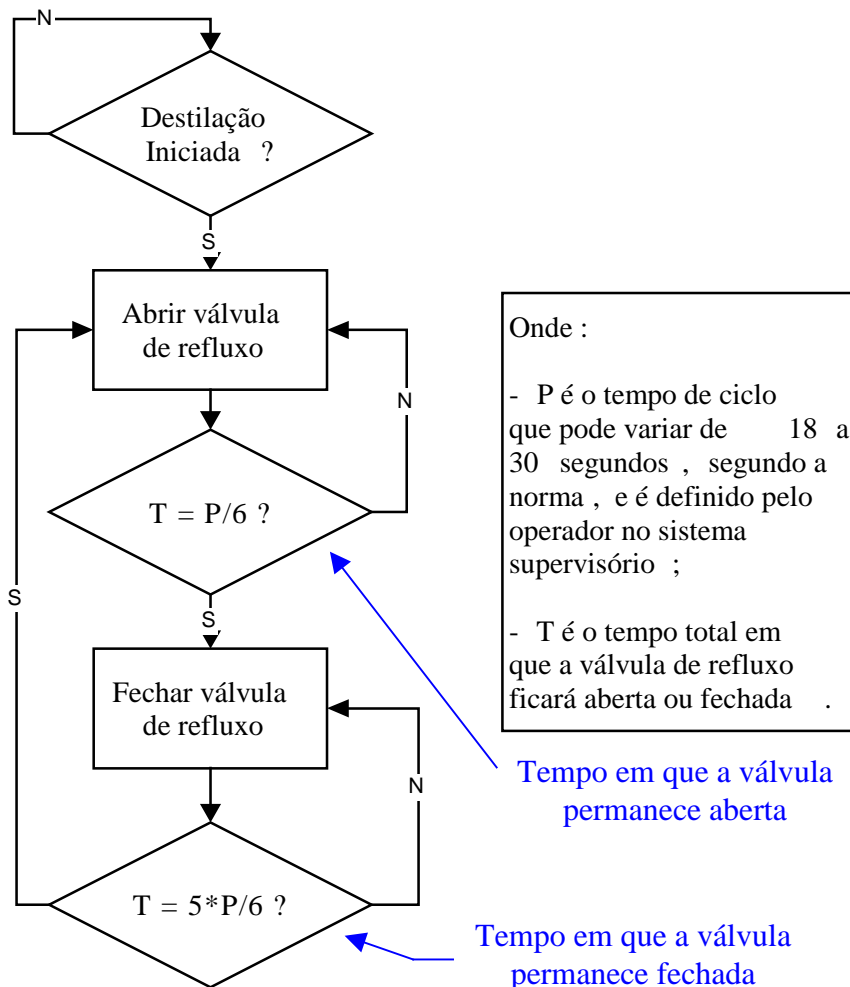 N
Destilação
Iniciada ?
S
Abrir válvula
de refluxo
N
T = P/6 ?
S
S
Fechar válvula
de refluxo
N
T = 5*P/6 ?
Onde :
- P é o tempo de ciclo
que pode variar de 18 a
30 segundos , segundo a
norma , e é definido pelo
operador no sistema
supervisório ;
- T é o tempo total em
que a válvula de refluxo
ficará aberta ou fechada .
Tempo em que a válvula
permanece aberta
Tempo em que a válvula
permanece fechada